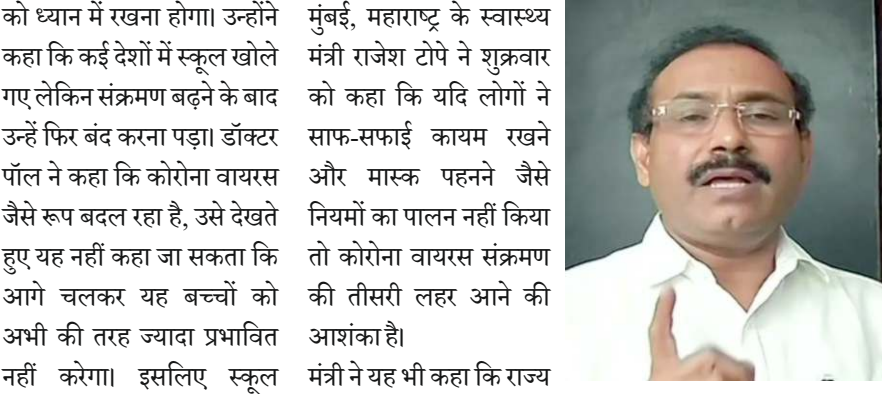 को ध्यान में रखना होगा। उन्होंने
कहा कि कई देशों में स्कूल खोले
गए लेकिन संक्रमण बढ़ने के बाद
उन्हें फिर बंद करना पड़ा। डॉक्टर
पॉल ने कहा कि कोरोना वायरस
जैसे रूप बदल रहा है, उसे देखते
हुए यह नहीं कहा जा सकता कि
आगे चलकर यह बच्चों को
अभी की तरह ज्यादा प्रभावित
नहीं करेगा। इसलिए स्कूल
मुंबई, महाराष्ट्र के स्वास्थ्य
मंत्री राजेश टोपे ने शुक्रवार
को कहा कि यदि लोगों ने
साफ-सफाई कायम रखने
और मास्क पहनने जैसे
नियमों का पालन नहीं किया
तो कोरोना वायरस संक्रमण
की तीसरी लहर आने की
आशंका है।
मंत्री ने यह भी कहा कि राज्य